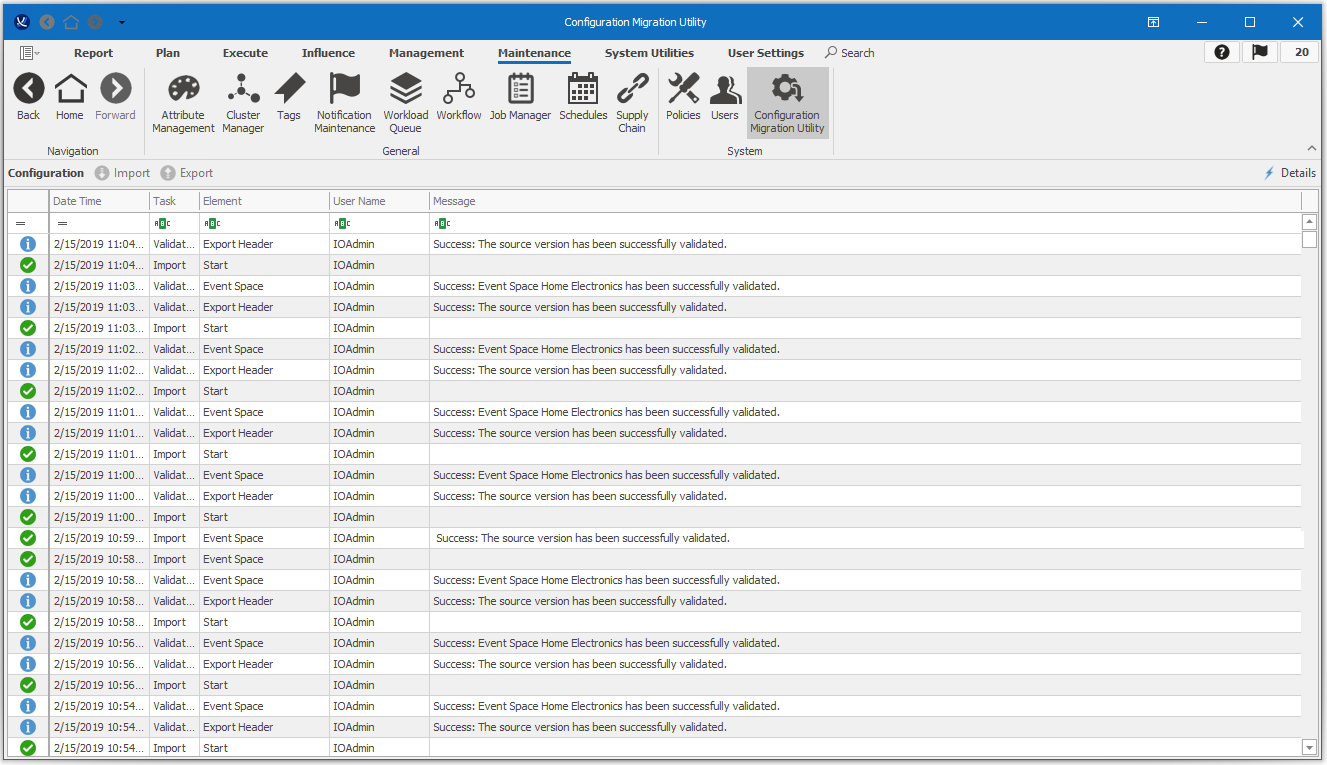 Configuration Migration Utility
Report Plan Execute Influence Management Maintenance System Utilities User Settings Search 20
Back Home Forward Attribute Management Cluster Manager Tags Notification Maintenance Workload Queue Workflow Job Manager Schedules Supply Chain Policies Users Configuration Migration Utility
Navigation General System
Configuration Import Export Details
Date Time Task Element User Name Message
= = ABC ABC ABC ABC
2/15/2019 11:04... Validat... Export Header IOAdmin Success: The source version has been successfully validated.
2/15/2019 11:04... Import Start IOAdmin
2/15/2019 11:03... Validat... Event Space IOAdmin Success: Event Space Home Electronics has been successfully validated.
2/15/2019 11:03... Validat... Export Header IOAdmin Success: The source version has been successfully validated.
2/15/2019 11:03... Import Start IOAdmin
2/15/2019 11:02... Validat... Event Space IOAdmin Success: Event Space Home Electronics has been successfully validated.
2/15/2019 11:02... Validat... Export Header IOAdmin Success: The source version has been successfully validated.
2/15/2019 11:02... Import Start IOAdmin
2/15/2019 11:01... Validat... Event Space IOAdmin Success: Event Space Home Electronics has been successfully validated.
2/15/2019 11:01... Validat... Export Header IOAdmin Success: The source version has been successfully validated.
2/15/2019 11:01... Import Start IOAdmin
2/15/2019 11:00... Validat... Event Space IOAdmin Success: Event Space Home Electronics has been successfully validated.
2/15/2019 11:00... Validat... Export Header IOAdmin Success: The source version has been successfully validated.
2/15/2019 11:00... Import Start IOAdmin
2/15/2019 10:59... Import Event Space IOAdmin Success: The source version has been successfully validated.
2/15/2019 10:58... Import Event Space IOAdmin
2/15/2019 10:58... Validat... Event Space IOAdmin Success: Event Space Home Electronics has been successfully validated.
2/15/2019 10:58... Validat... Export Header IOAdmin Success: The source version has been successfully validated.
2/15/2019 10:58... Import Start IOAdmin
2/15/2019 10:56... Validat... Event Space IOAdmin Success: Event Space Home Electronics has been successfully validated.
2/15/2019 10:56... Validat... Export Header IOAdmin Success: The source version has been successfully validated.
2/15/2019 10:56... Import Start IOAdmin
2/15/2019 10:54... Validat... Event Space IOAdmin Success: Event Space Home Electronics has been successfully validated.
2/15/2019 10:54... Validat... Export Header IOAdmin Success: The source version has been successfully validated.
2/15/2019 10:54... Import Start IOAdmin